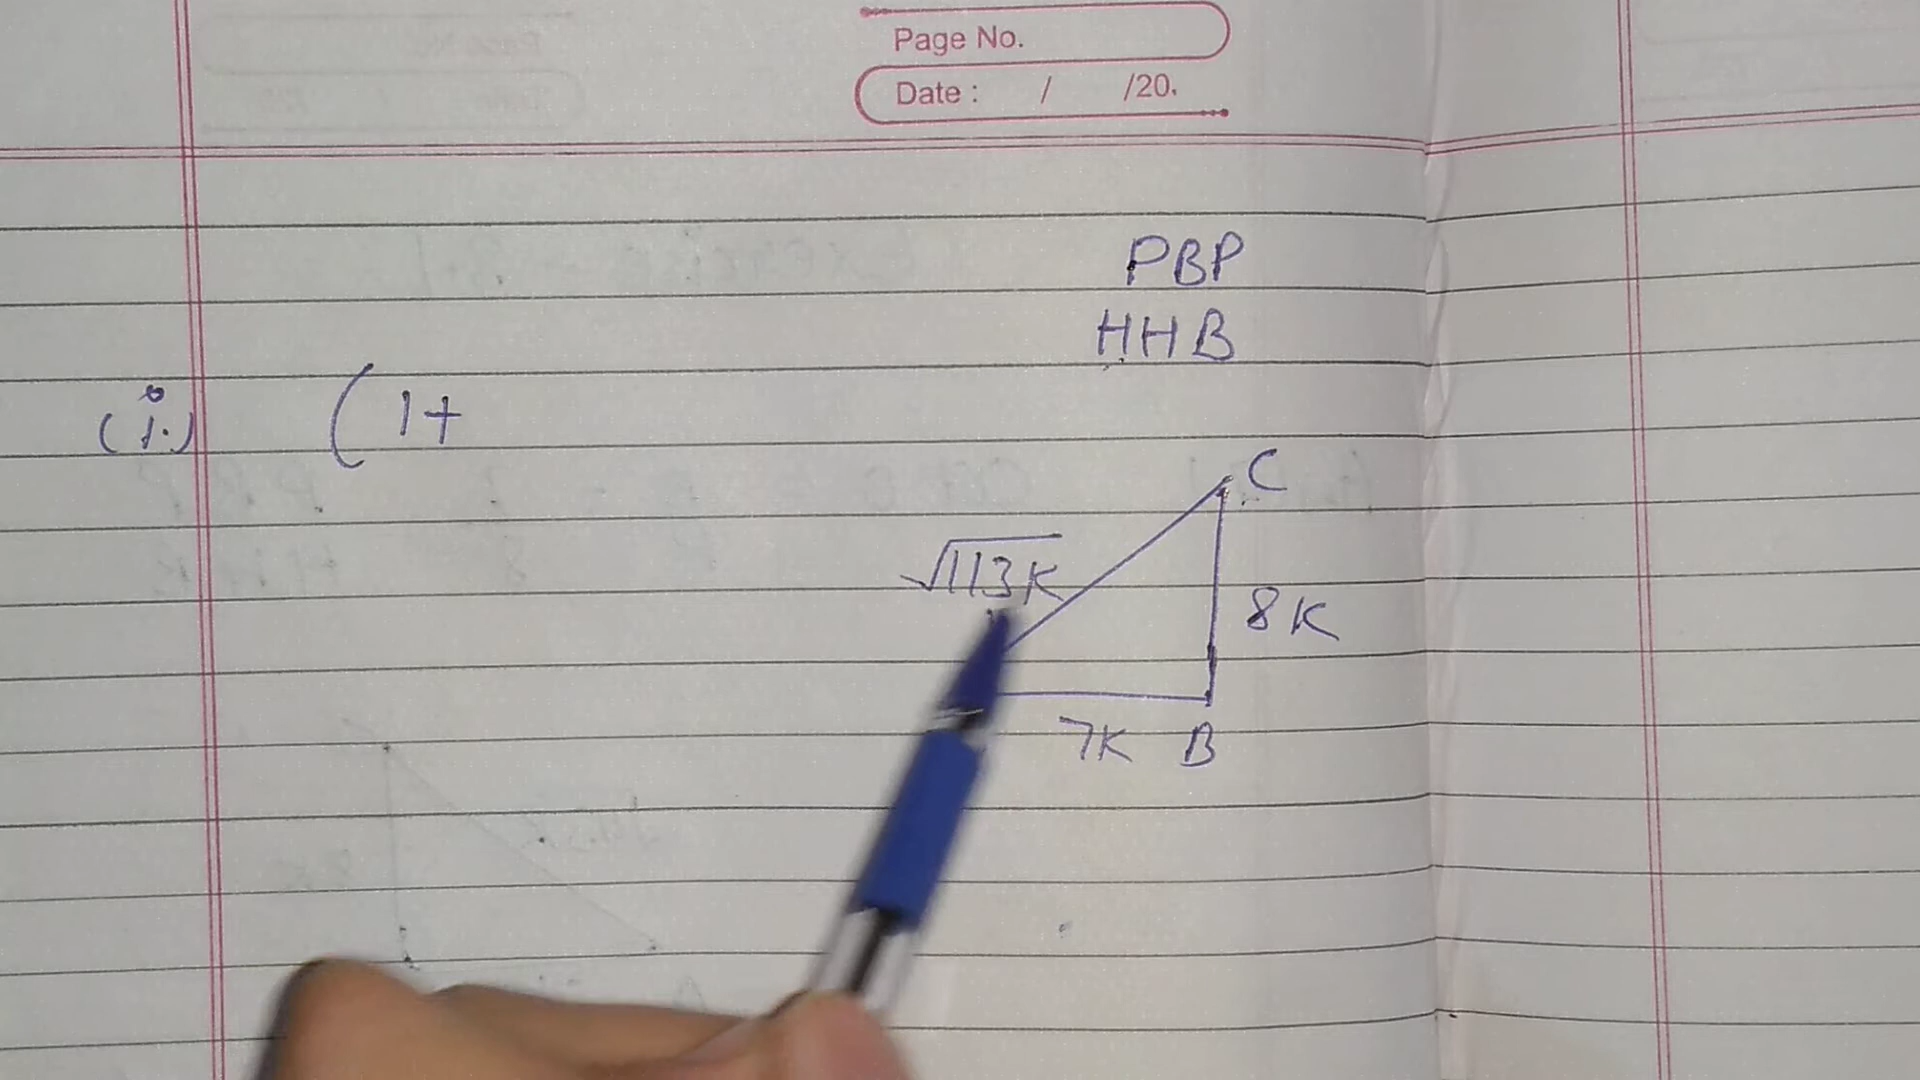 Page No.
Date : / /20.
PBP
HHB
(i.) ( 1+
C
√113K
8K
7K B